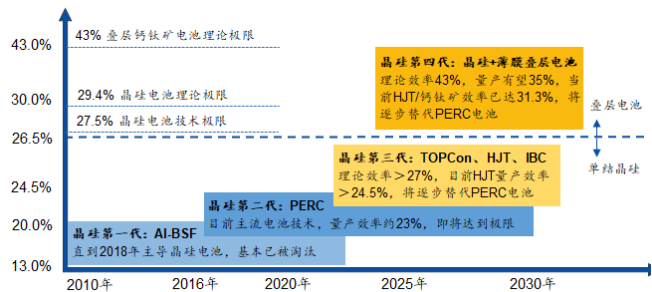 43.0%
43% 叠层钙钛矿电池理论极限
晶硅第四代：晶硅+薄膜叠层电池
理论效率43%，量产有望35%，当
前HJT/钙钛矿效率已达31.3%，将
逐步替代PERC电池
30.0%
29.4% 晶硅电池理论极限
27.5% 晶硅电池技术极限
叠层电池
26.5%
单结晶硅
晶硅第三代：TOPCon、HJT、IBC
理论效率＞27%，目前HJT量产效率
＞24.5%，将逐步替代PERC电池
24.5%
晶硅第二代：PERC
目前主流电池技术，量产效率约23%，即将达到极限
20.0%
晶硅第一代：Al-BSF
直到2018年主导晶硅电池，基本已被淘汰
13.0%
2010年
2016年
2020年
2025年
2030年